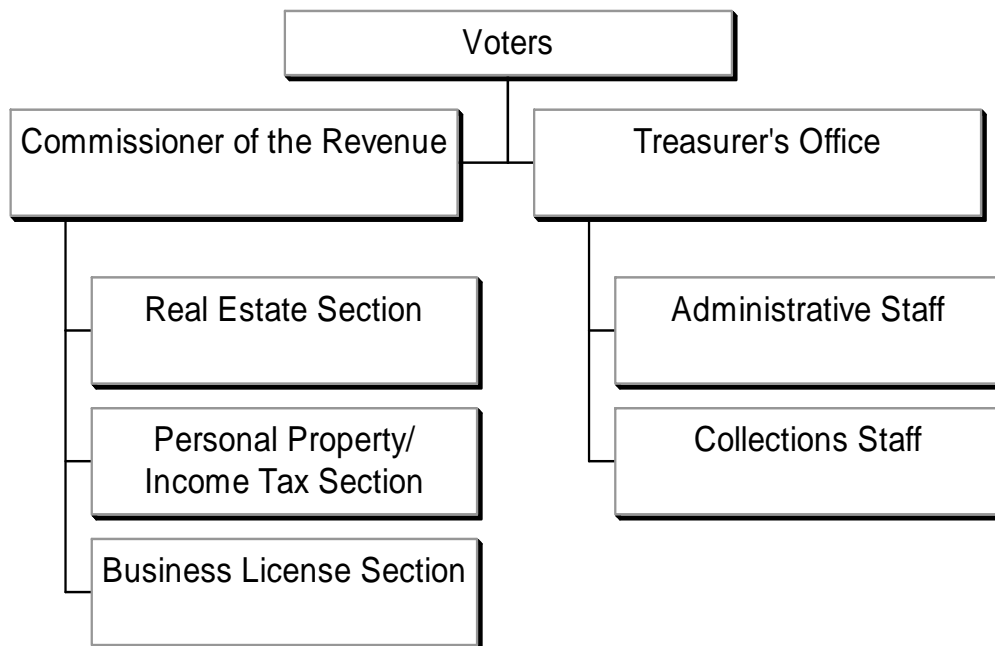 Voters
Commissioner of the Revenue
Treasurer's Office
Real Estate Section
Administrative Staff
Personal Property/
Income Tax Section
Collections Staff
Business License Section